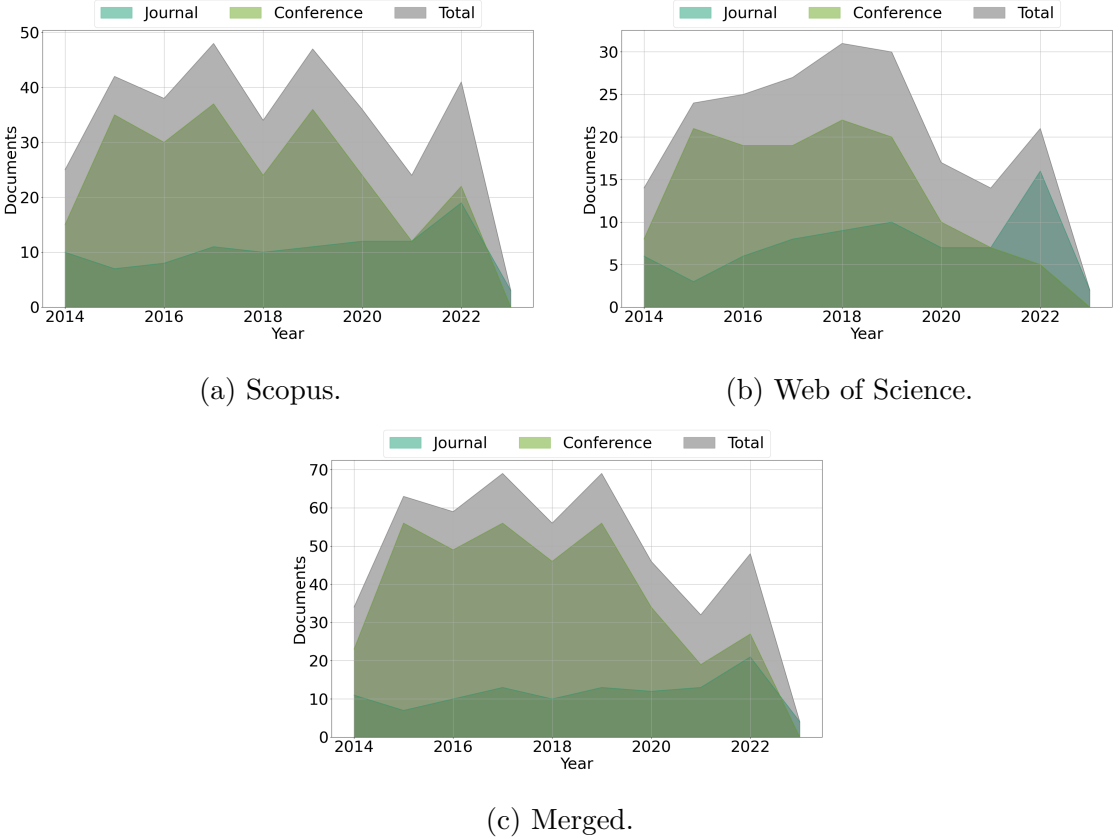 Journal Conference Total
50
40
30
20
10
0
Documents
2014 2016 2018 2020 2022
Year
(a) Scopus.
Journal Conference Total
30
25
20
15
10
5
0
Documents
2014 2016 2018 2020 2022
Year
(b) Web of Science.
Journal Conference Total
70
60
50
40
30
20
10
0
Documents
2014 2016 2018 2020 2022
Year
(c) Merged.